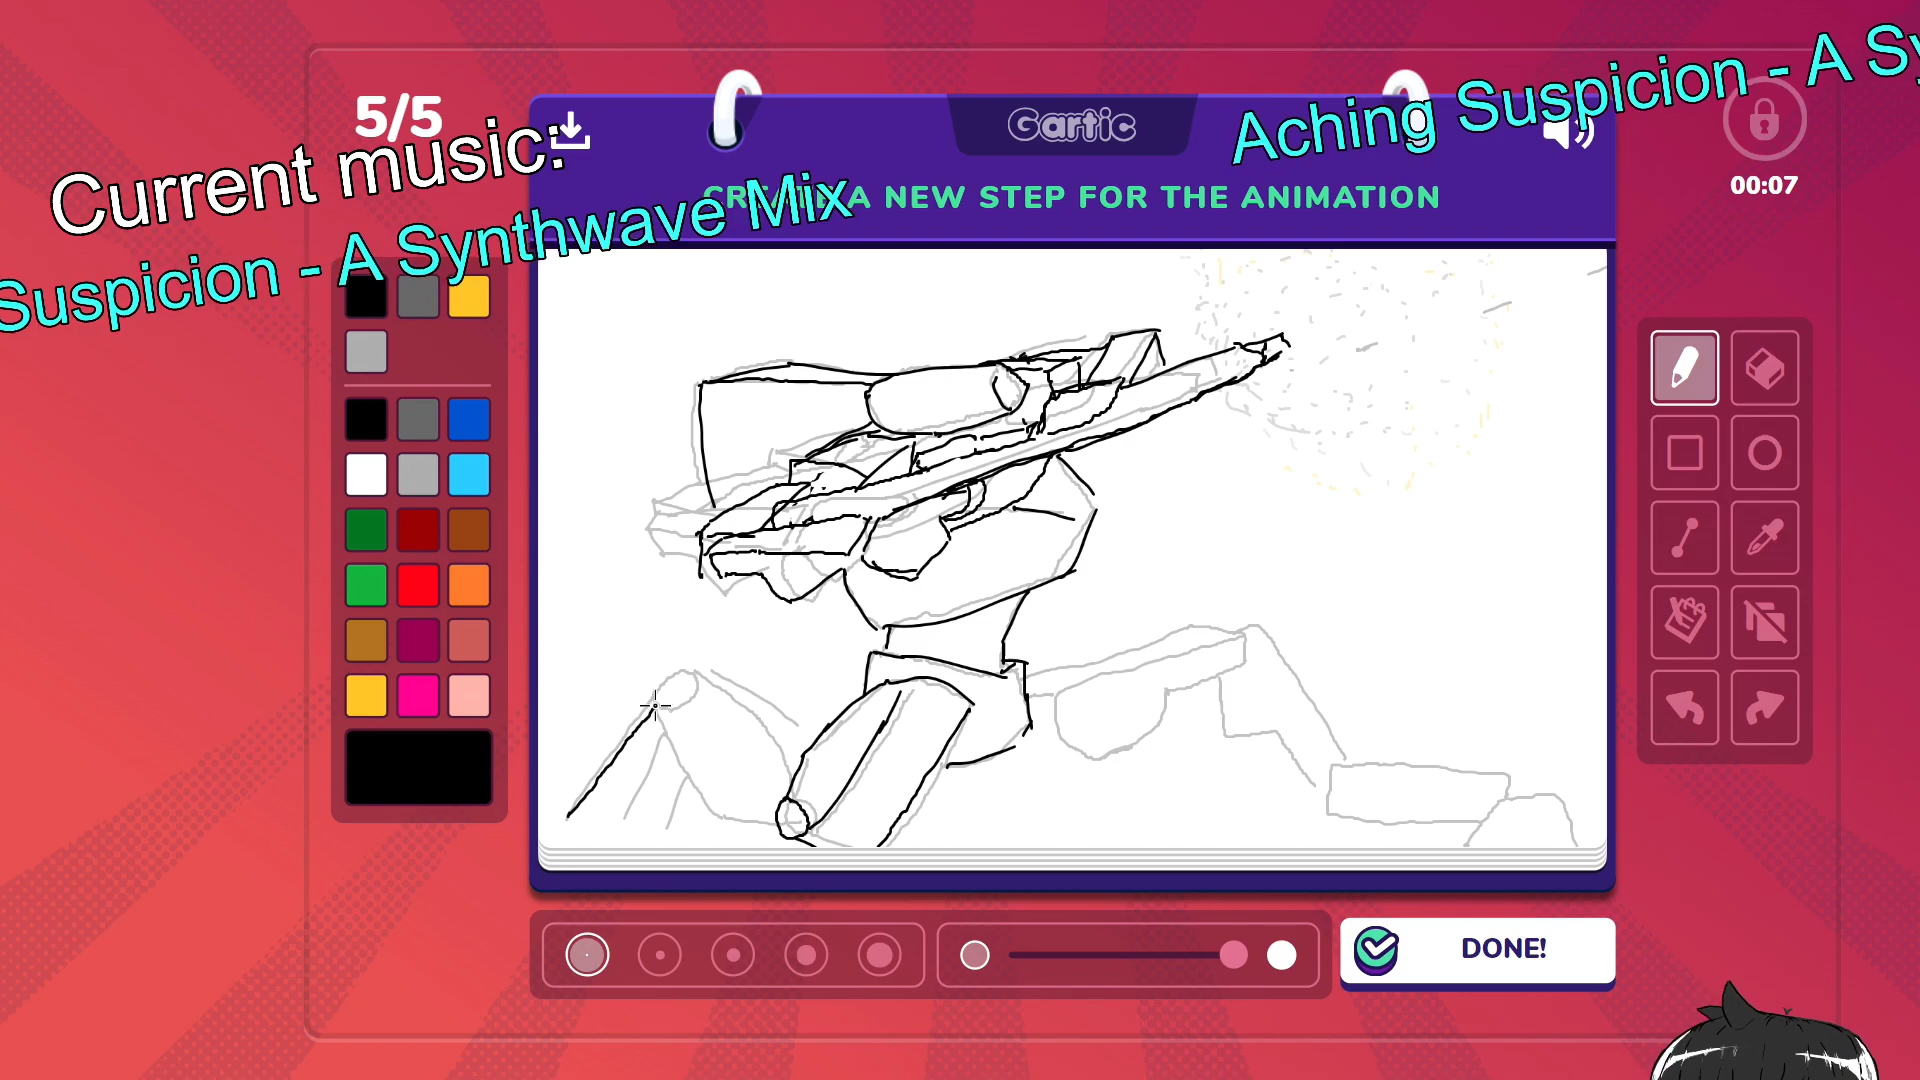 5/5
Gartic
Aching Suspicion - A Sy
Current music:
00:07
CREATE A NEW STEP FOR THE ANIMATION
Suspicion - A Synthwave Mix
DONE!